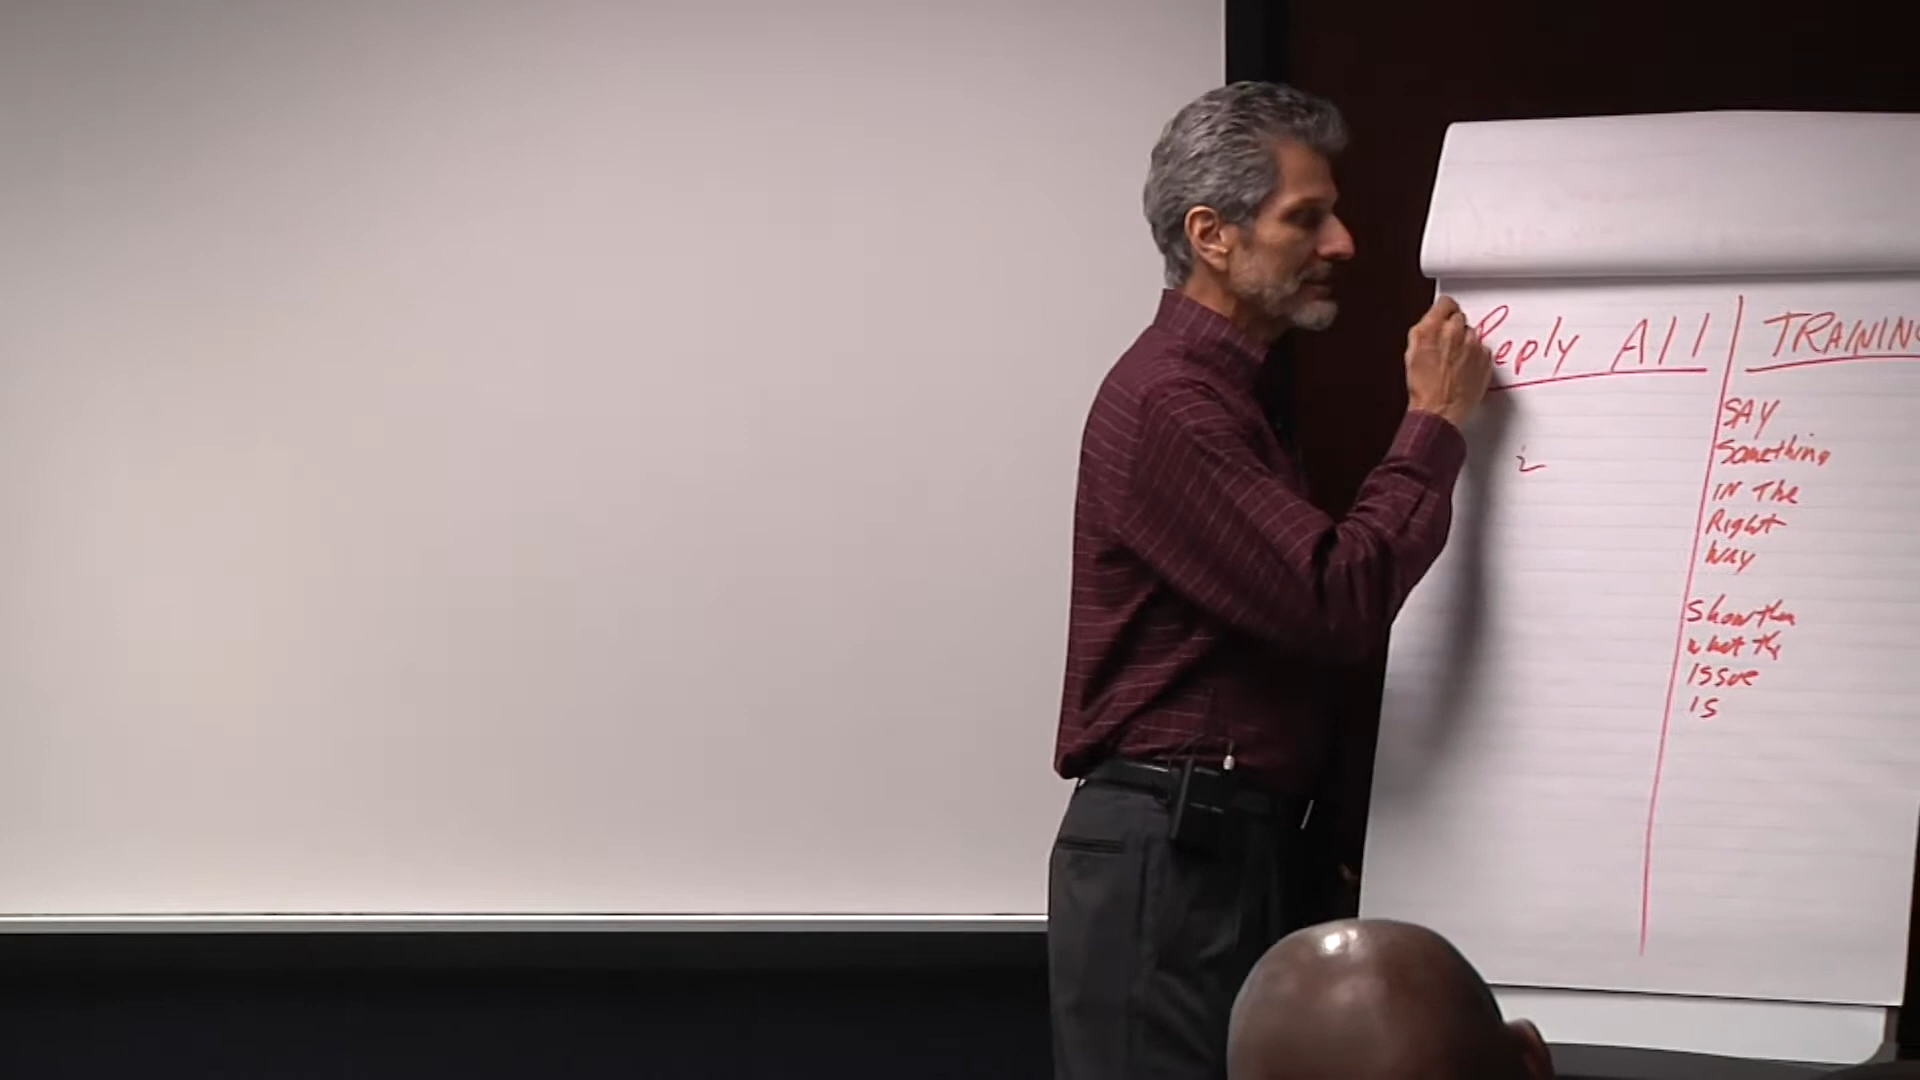 Reply All
TRAINING
SAY
Something
IN The
Right
WAY
Show them
what the
ISSUE
IS